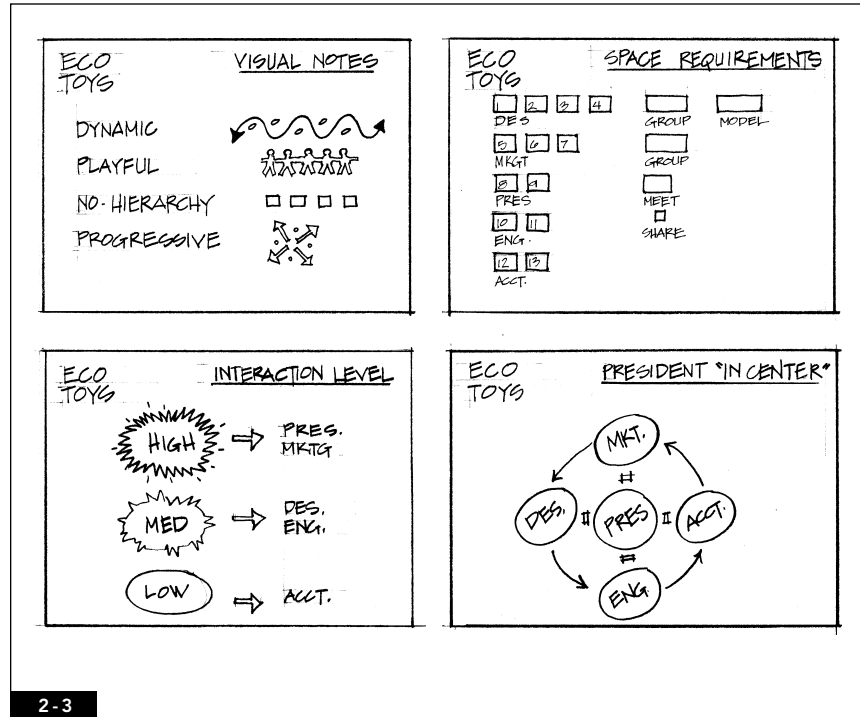 ECO TOYS
VISUAL NOTES
DYNAMIC
PLAYFUL
NO-HIERARCHY
PROGRESSIVE
ECO TOYS
SPACE REQUIREMENTS
1 2 3 4
DES
GROUP MODEL
5 6 7
MKGT
GROUP
8 9
PRES
MEET
10 11
ENG.
SHARE
12 13
ACCT.
ECO TOYS
INTERACTION LEVEL
HIGH
PRES.
MKTG
MED
DES.
ENG.
LOW
ACCT.
ECO TOYS
PRESIDENT "IN CENTER"
MKT.
DES.
PRES
ACCT.
ENG.
2-3